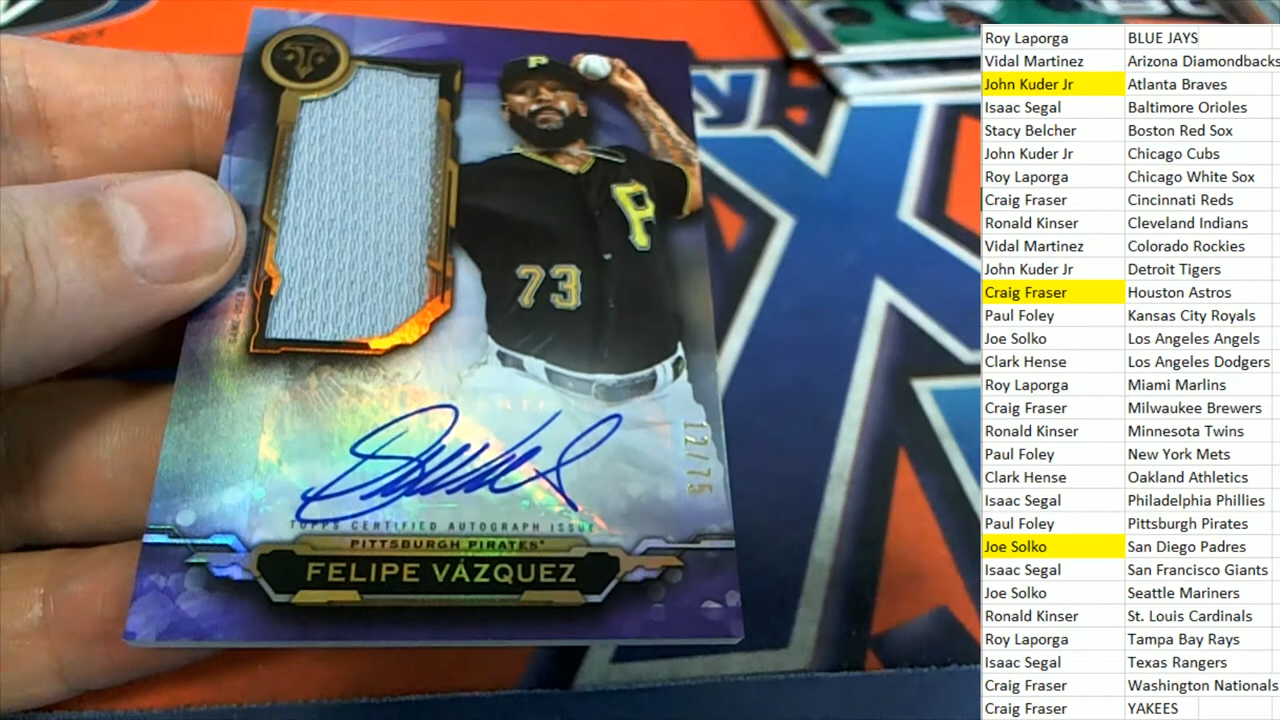 P
P
73
12/75
TOPPS CERTIFIED AUTOGRAPH ISSUE
PITTSBURGH PIRATES
FELIPE VÁZQUEZ
Roy Laporga BLUE JAYS
Vidal Martinez Arizona Diamondbacks
John Kuder Jr Atlanta Braves
Isaac Segal Baltimore Orioles
Stacy Belcher Boston Red Sox
John Kuder Jr Chicago Cubs
Roy Laporga Chicago White Sox
Craig Fraser Cincinnati Reds
Ronald Kinser Cleveland Indians
Vidal Martinez Colorado Rockies
John Kuder Jr Detroit Tigers
Craig Fraser Houston Astros
Paul Foley Kansas City Royals
Joe Solko Los Angeles Angels
Clark Hense Los Angeles Dodgers
Roy Laporga Miami Marlins
Craig Fraser Milwaukee Brewers
Ronald Kinser Minnesota Twins
Paul Foley New York Mets
Clark Hense Oakland Athletics
Isaac Segal Philadelphia Phillies
Paul Foley Pittsburgh Pirates
Joe Solko San Diego Padres
Isaac Segal San Francisco Giants
Joe Solko Seattle Mariners
Ronald Kinser St. Louis Cardinals
Roy Laporga Tampa Bay Rays
Isaac Segal Texas Rangers
Craig Fraser Washington Nationals
Craig Fraser YAKEES